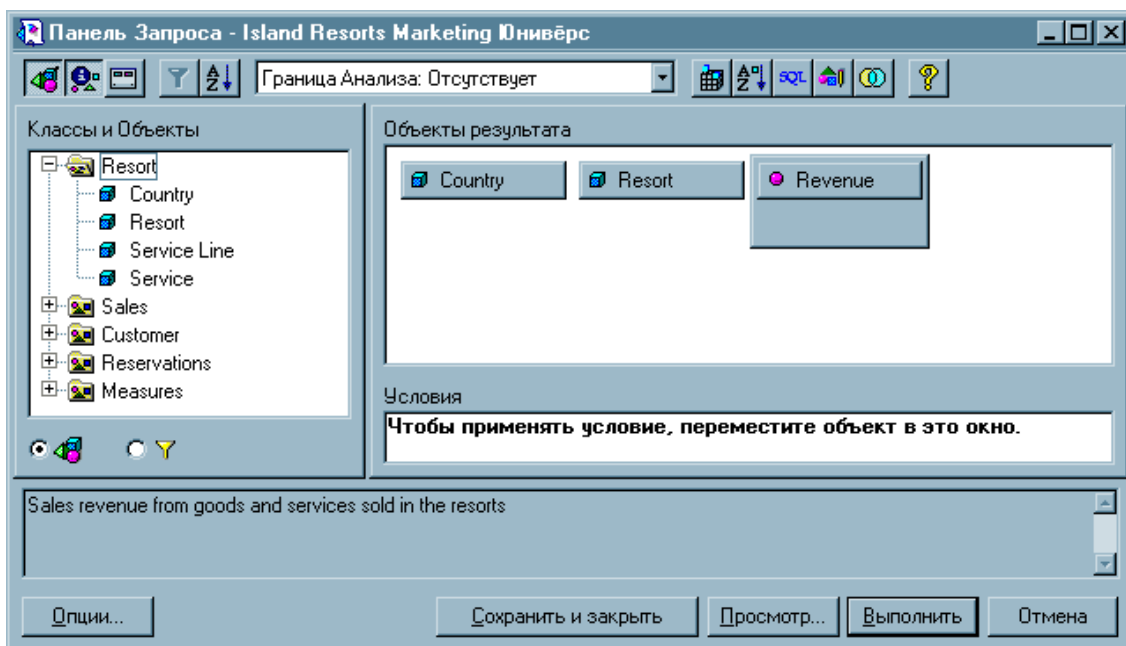 Панель Запроса - Island Resorts Marketing Юнивёрс
Граница Анализа: Отсутствует
SQL
?
Классы и Объекты
Resort
Country
Resort
Service Line
Service
Sales
Customer
Reservations
Measures
Объекты результата
Country
Resort
Revenue
Условия
Чтобы применять условие, переместите объект в это окно.
Sales revenue from goods and services sold in the resorts
Опции...
Сохранить и закрыть
Просмотр...
Выполнить
Отмена